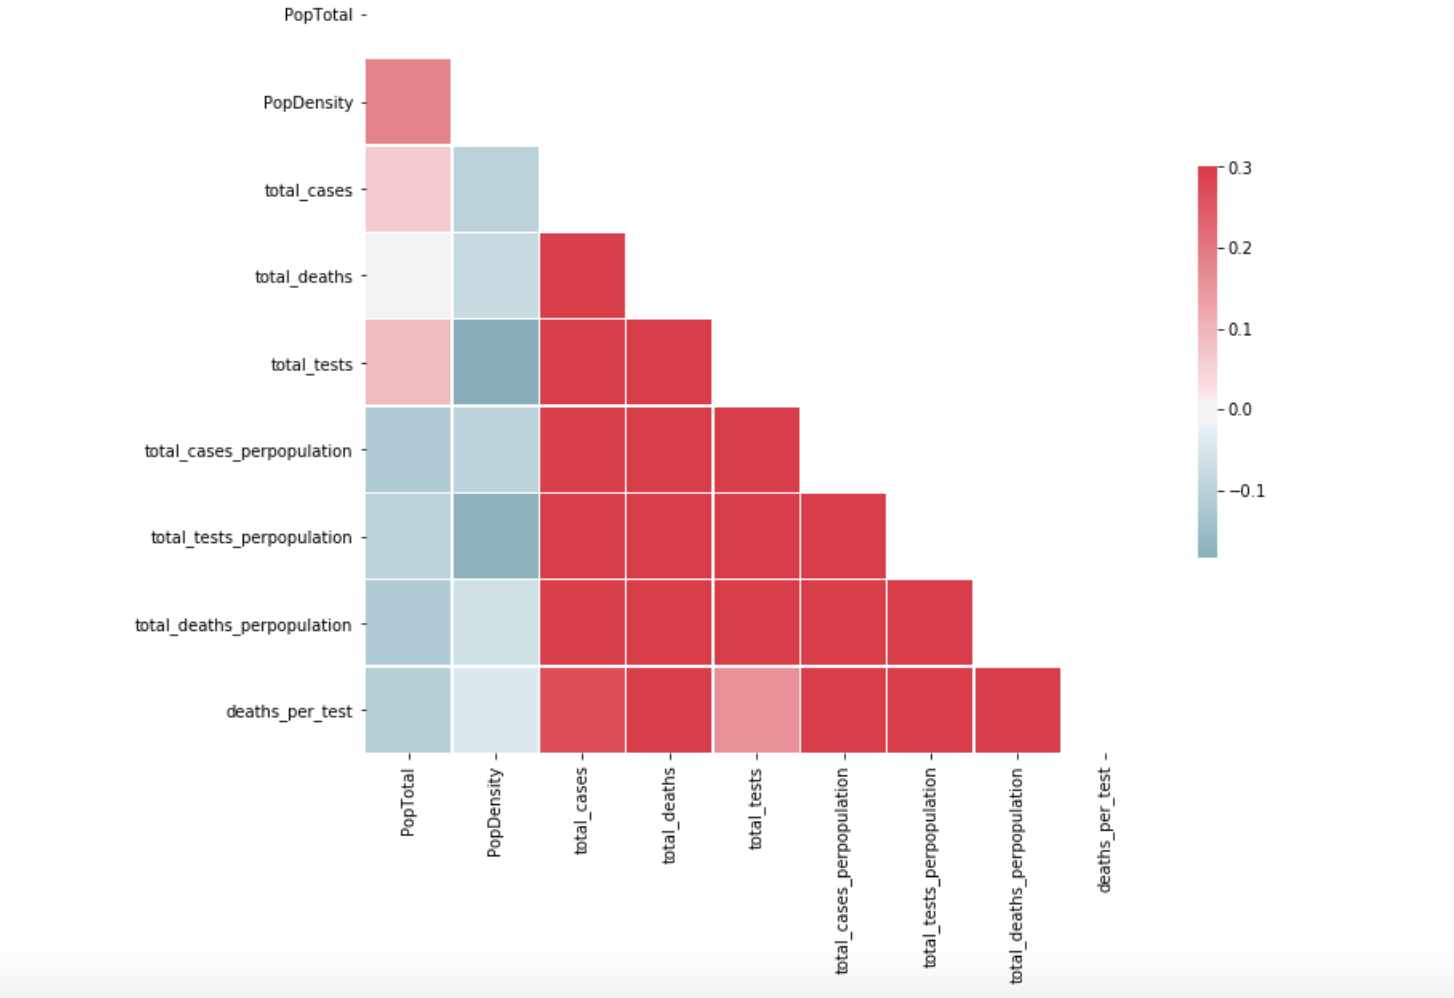 PopTotal
PopDensity
total_cases
total_deaths
total_tests
total_cases_perpopulation
total_tests_perpopulation
total_deaths_perpopulation
deaths_per_test
PopTotal
PopDensity
total_cases
total_deaths
total_tests
total_cases_perpopulation
total_tests_perpopulation
total_deaths_perpopulation
deaths_per_test
0.3
0.2
0.1
0.0
−0.1